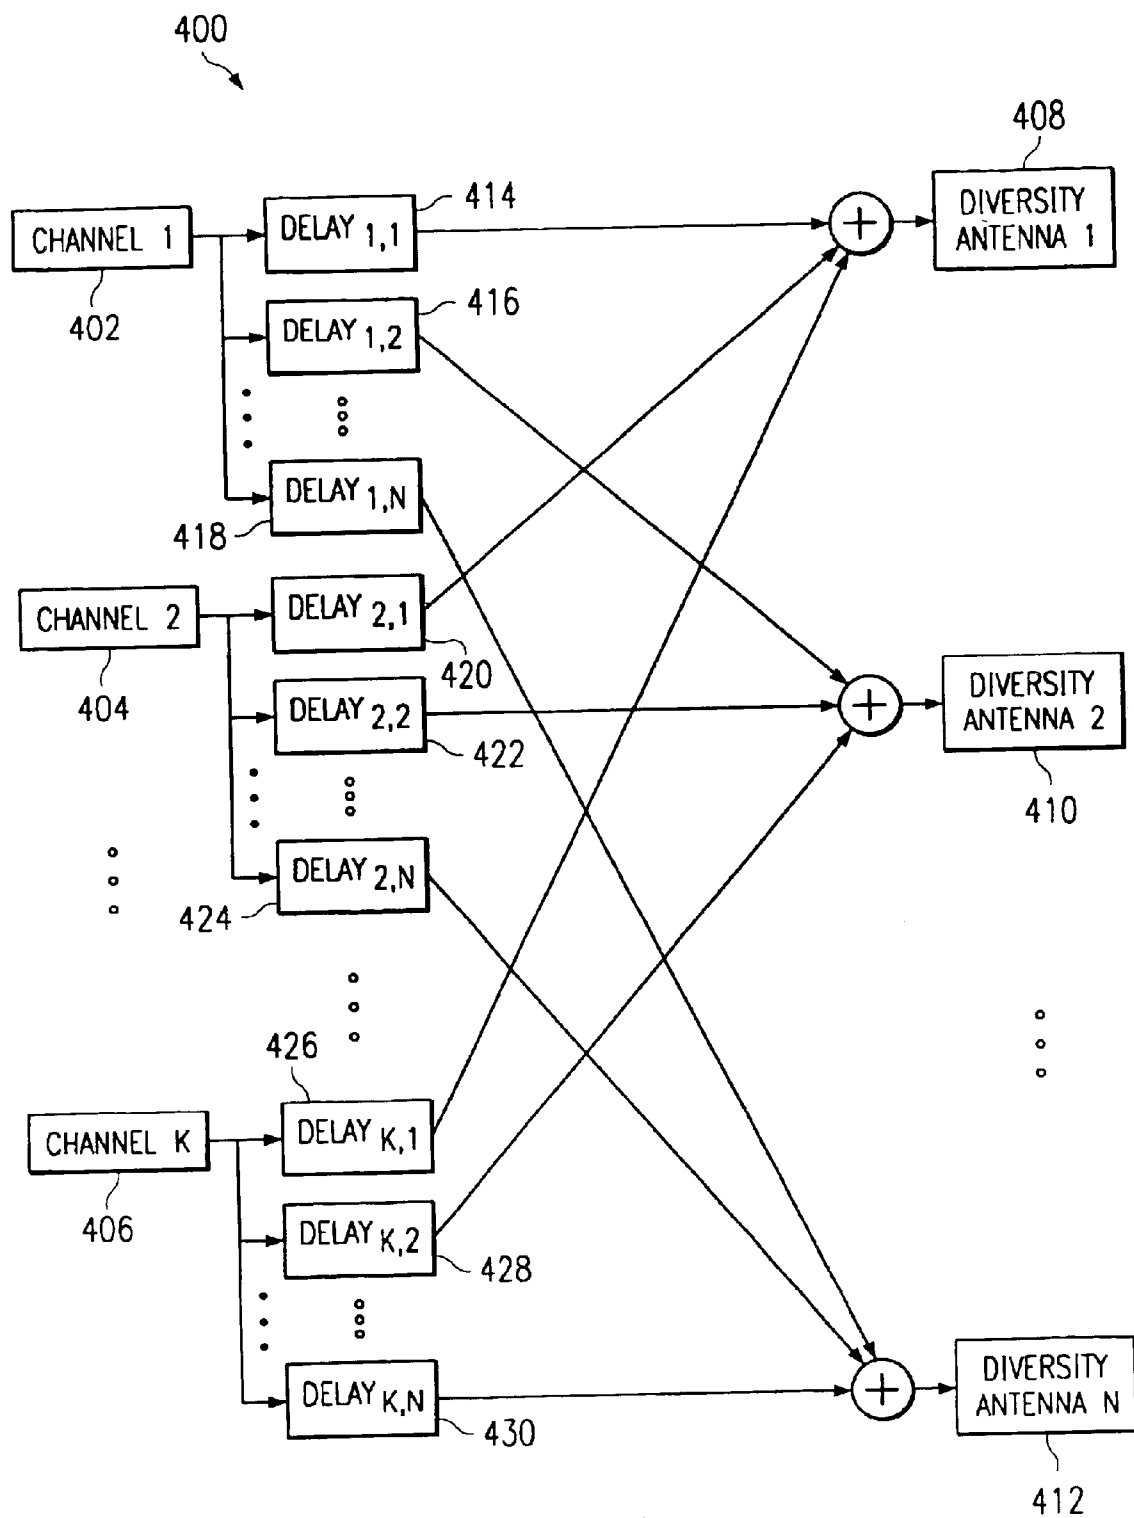 400
408
DIVERSITY
ANTENNA 1
CHANNEL 1
402
DELAY 1,1
414
DELAY 1,2
416
DELAY 1,N
418
CHANNEL 2
404
DELAY 2,1
420
DELAY 2,2
422
DIVERSITY
ANTENNA 2
410
DELAY 2,N
424
426
CHANNEL K
406
DELAY K,1
DELAY K,2
428
DELAY K,N
430
DIVERSITY
ANTENNA N
412